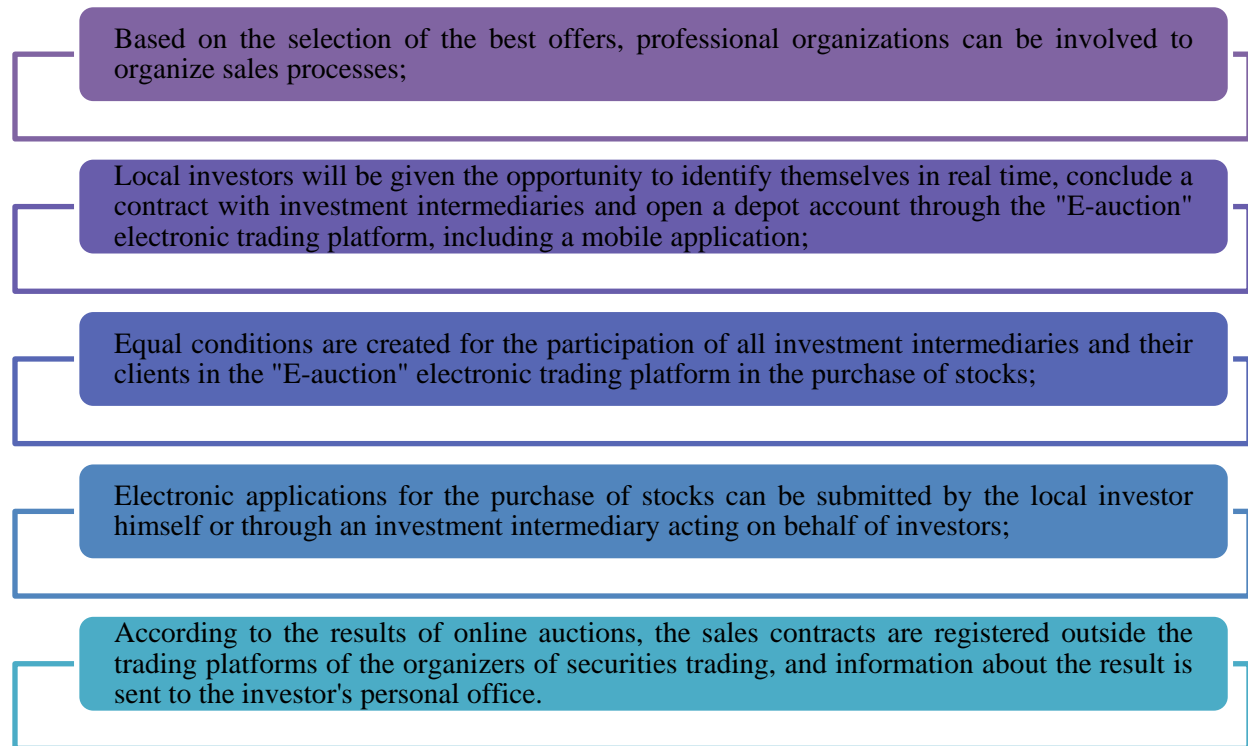 Based on the selection of the best offers, professional organizations can be involved to
organize sales processes;
Local investors will be given the opportunity to identify themselves in real time, conclude a
contract with investment intermediaries and open a depot account through the "E-auction"
electronic trading platform, including a mobile application;
Equal conditions are created for the participation of all investment intermediaries and their
clients in the "E-auction" electronic trading platform in the purchase of stocks;
Electronic applications for the purchase of stocks can be submitted by the local investor
himself or through an investment intermediary acting on behalf of investors;
According to the results of online auctions, the sales contracts are registered outside the
trading platforms of the organizers of securities trading, and information about the result is
sent to the investor's personal office.